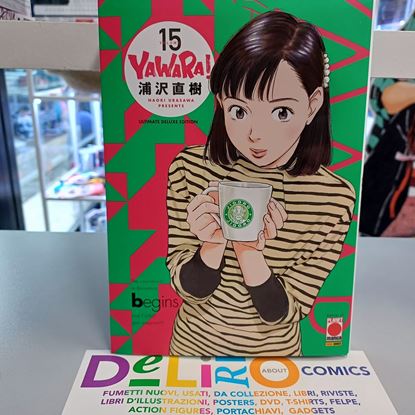 15
YAWARA!
浦沢直樹
NAOKI URASAWA
PRESENTS
ULTIMATE DELUXE EDITION
begins
DELIRIO ABOUT COMICS
FUMETTI NUOVI, USATI, DA COLLEZIONE, LIBRI, RIVISTE,
LIBRI D'ILLUSTRAZIONI, POSTERS, DVD, T-SHIRTS, FELPE,
ACTION FIGURES, PORTACHIAVI, GADGETS